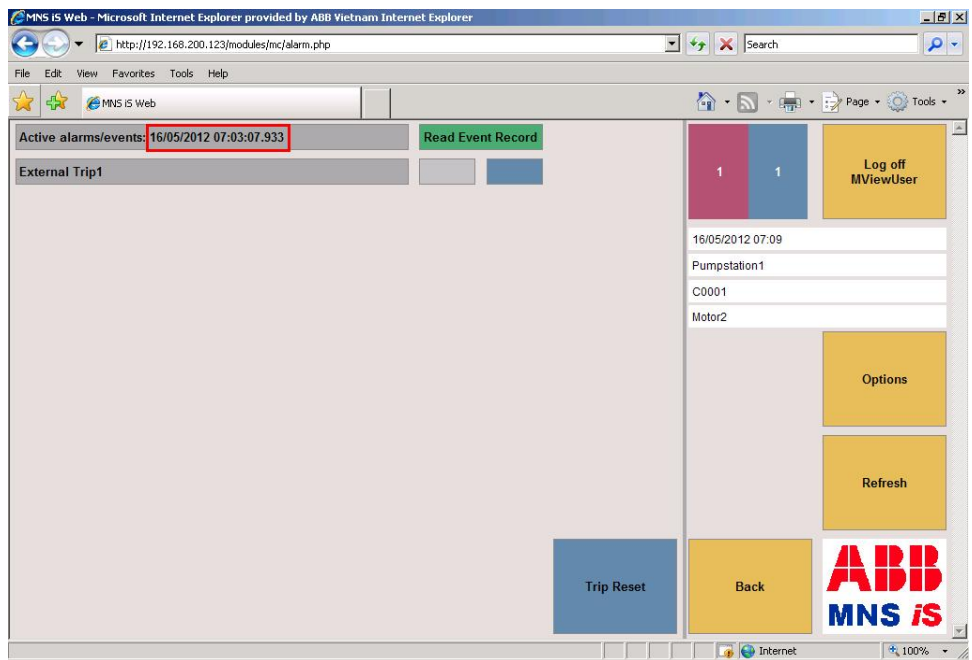 MNS iS Web - Microsoft Internet Explorer provided by ABB Vietnam Internet Explorer
http://192.168.200.123/modules/mc/alarm.php
Search
File Edit View Favorites Tools Help
MNS iS Web
Page Tools
Active alarms/events: 16/05/2012 07:03:07.933
Read Event Record
External Trip1
1 1
Log off
MViewUser
16/05/2012 07:09
Pumpstation1
C0001
Motor2
Options
Refresh
Trip Reset
Back
ABB
MNS iS
Internet
100%